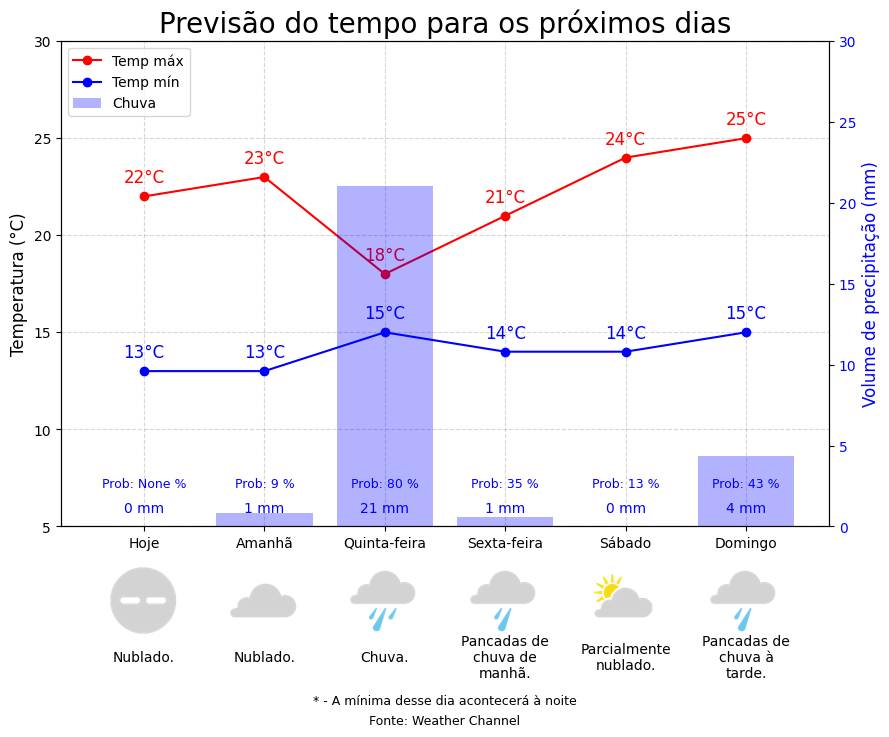 Previsão do tempo para os próximos dias
Temp máx
Temp mín
Chuva
Temperatura (°C)
30
25
20
15
10
5
Volume de precipitação (mm)
30
25
20
15
10
5
0
22°C
23°C
18°C
21°C
24°C
25°C
13°C
13°C
15°C
14°C
14°C
15°C
Prob: None %
Prob: 9 %
Prob: 80 %
Prob: 35 %
Prob: 13 %
Prob: 43 %
0 mm
1 mm
21 mm
1 mm
0 mm
4 mm
Hoje
Amanhã
Quinta-feira
Sexta-feira
Sábado
Domingo
Nublado.
Nublado.
Chuva.
Pancadas de
chuva de
manhã.
Parcialmente
nublado.
Pancadas de
chuva à
tarde.
* - A mínima desse dia acontecerá à noite
Fonte: Weather Channel